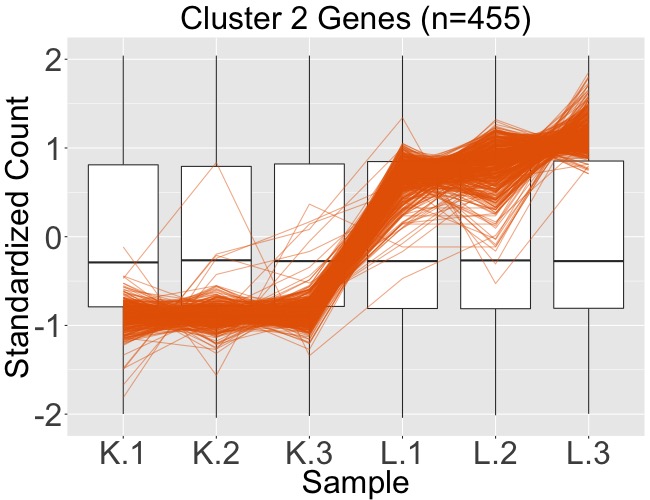 Cluster 2 Genes (n=455)
Standardized Count
2
1
0
-1
-2
K.1 K.2 K.3 L.1 L.2 L.3
Sample